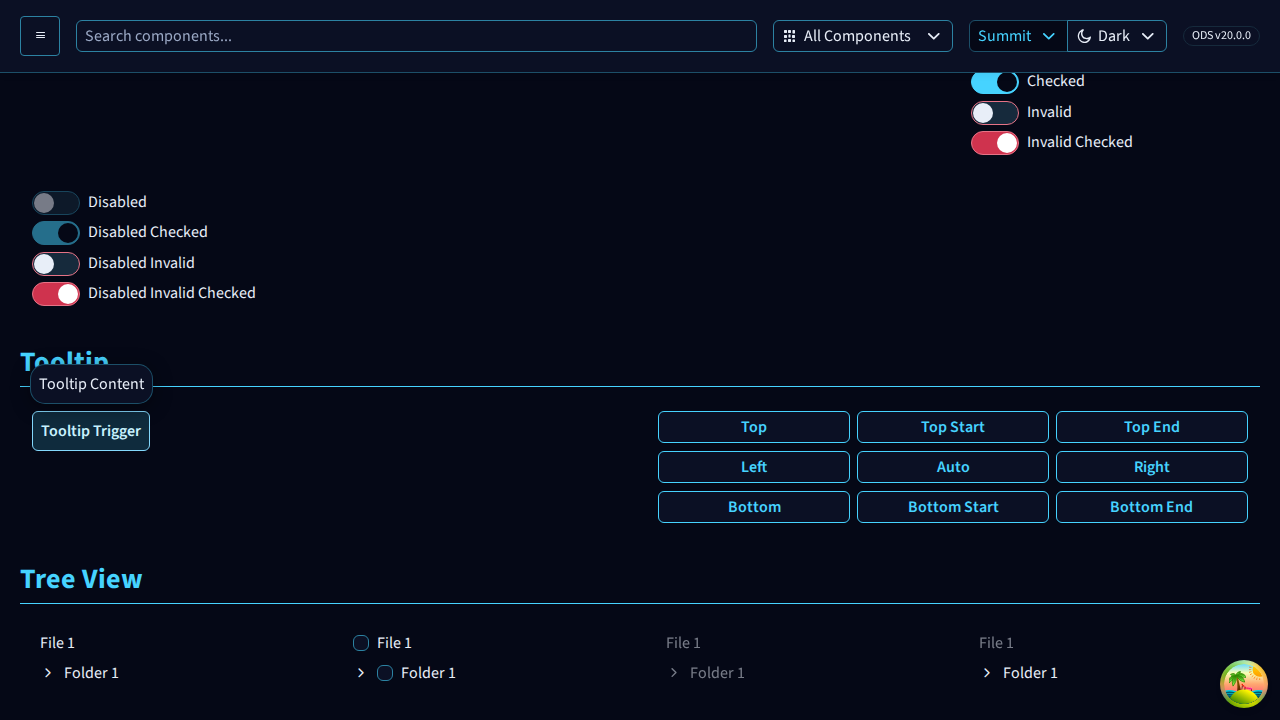 Search components...
All Components
Summit
Dark
ODS v20.0.0
Checked
Invalid
Invalid Checked
Disabled
Disabled Checked
Disabled Invalid
Disabled Invalid Checked
Tooltip
Tooltip Content
Tooltip Trigger
Top
Top Start
Top End
Left
Auto
Right
Bottom
Bottom Start
Bottom End
Tree View
File 1
File 1
File 1
File 1
Folder 1
Folder 1
Folder 1
Folder 1